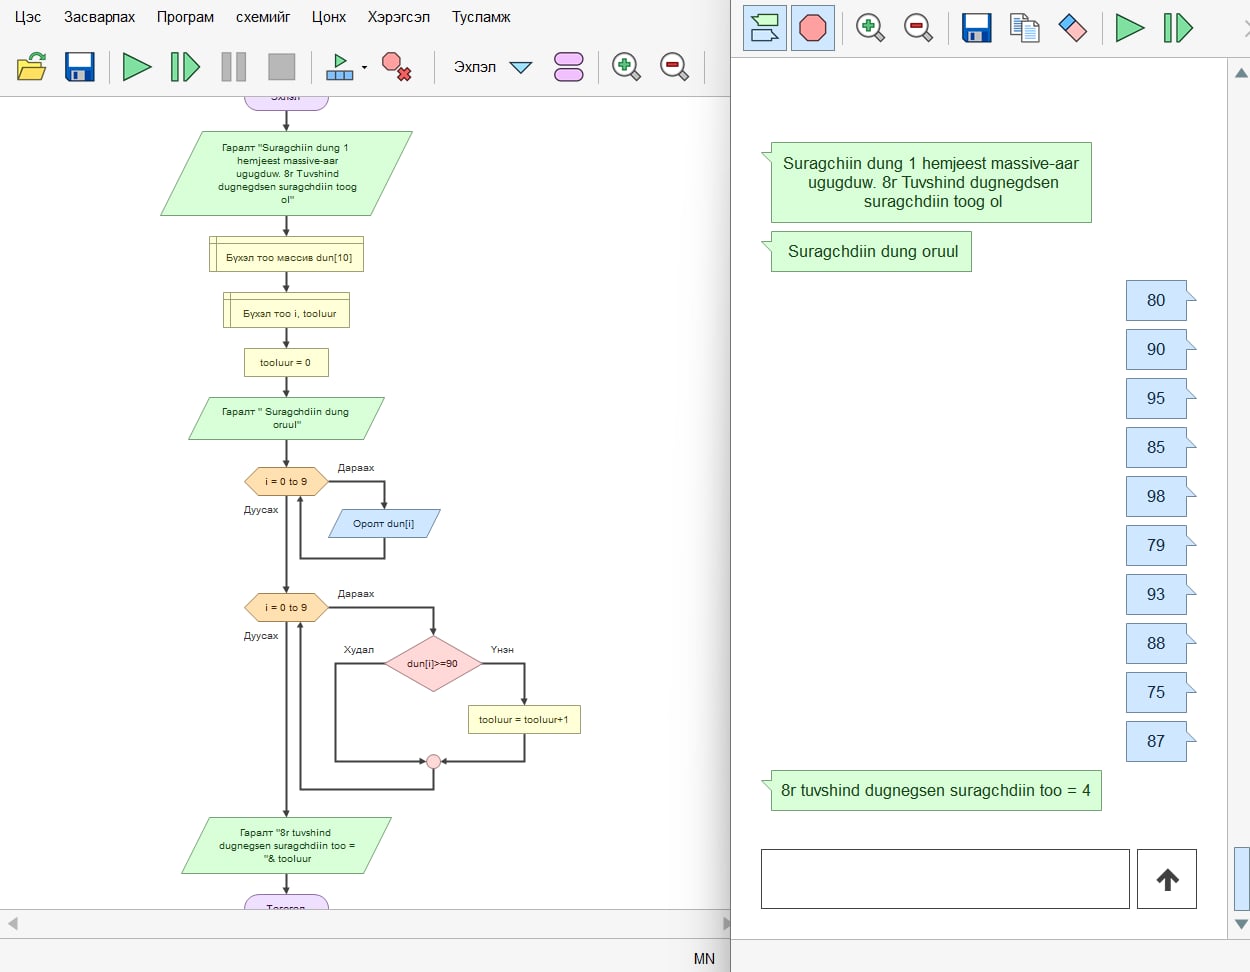 Цэс Засварлах Програм схемийг Цонх Хэрэгсэл Тусламж
Эхлэл
Эхлэл
Гаралт "Suragchiin dung 1
hemjeest massive-aar
ugugduw. 8r Tuvshind
dugnegdsen suragchdiin toog
ol"
Бүхэл тоо массив dun[10]
Бүхэл тоо i, tooluur
tooluur = 0
Гаралт " Suragchdiin dung
oruul"
i = 0 to 9
Дараах
Дуусах
Оролт dun[i]
i = 0 to 9
Дараах
Дуусах
Худал
dun[i]>=90
Үнэн
tooluur = tooluur+1
Гаралт "8r tuvshind
dugnegsen suragchdiin too =
"& tooluur
Төгсгөл
MN
Suragchiin dung 1 hemjeest massive-aar
ugugduw. 8r Tuvshind dugnegdsen
suragchdiin toog ol
Suragchdiin dung oruul
80
90
95
85
98
79
93
88
75
87
8r tuvshind dugnegsen suragchdiin too = 4